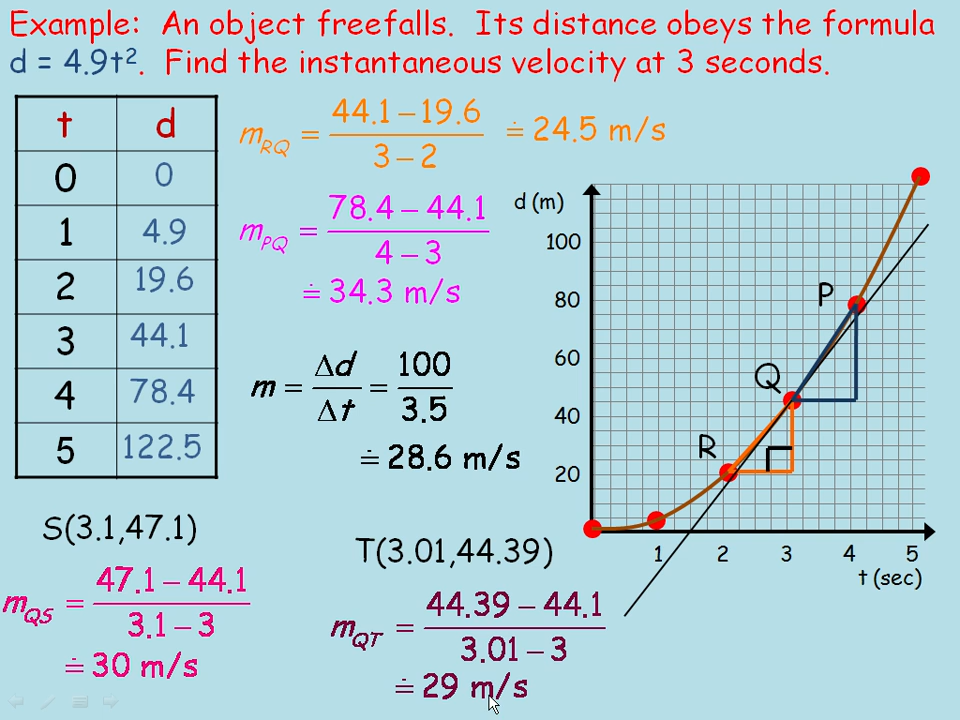 Example:  An object freefalls.  Its distance obeys the formula
d = 4.9t².  Find the instantaneous velocity at 3 seconds.
t d
0 0
1 4.9
2 19.6
3 44.1
4 78.4
5 122.5
m_RQ = (44.1 − 19.6)/(3 − 2) ≐ 24.5 m/s
m_PQ = (78.4 − 44.1)/(4 − 3)
≐ 34.3 m/s
m = Δd/Δt = 100/3.5
≐ 28.6 m/s
d (m)
100
80
60
40
20
P
Q
R
1 2 3 4 5
t (sec)
S(3.1,47.1)
m_QS = (47.1 − 44.1)/(3.1 − 3)
≐ 30 m/s
T(3.01,44.39)
m_QT = (44.39 − 44.1)/(3.01 − 3)
≐ 29 m/s